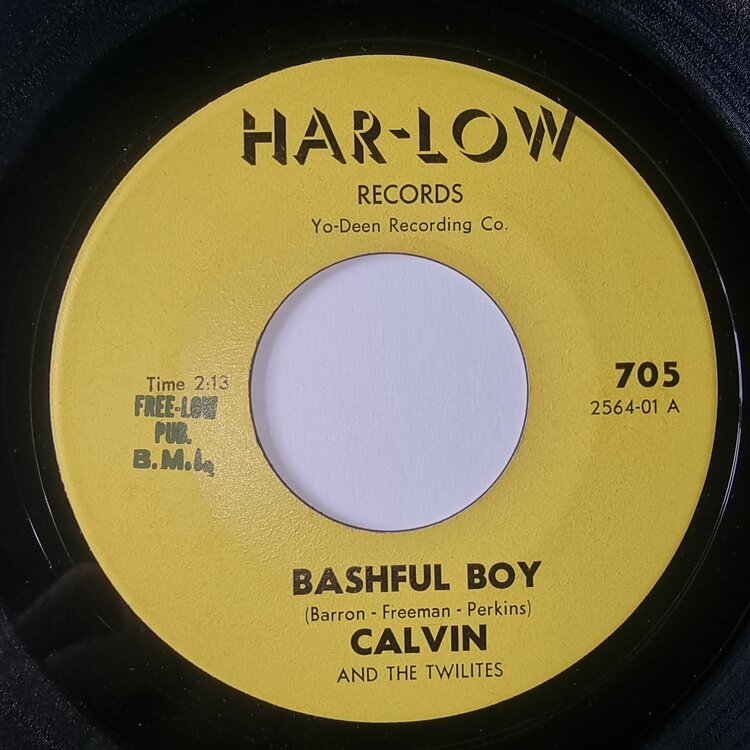 HAR-LOW
RECORDS
Yo-Deen Recording Co.
Time 2:13
FREE-LOW
PUB.
B.M.I.
705
2564-01 A
BASHFUL BOY
(Barron - Freeman - Perkins)
CALVIN
AND THE TWILITES